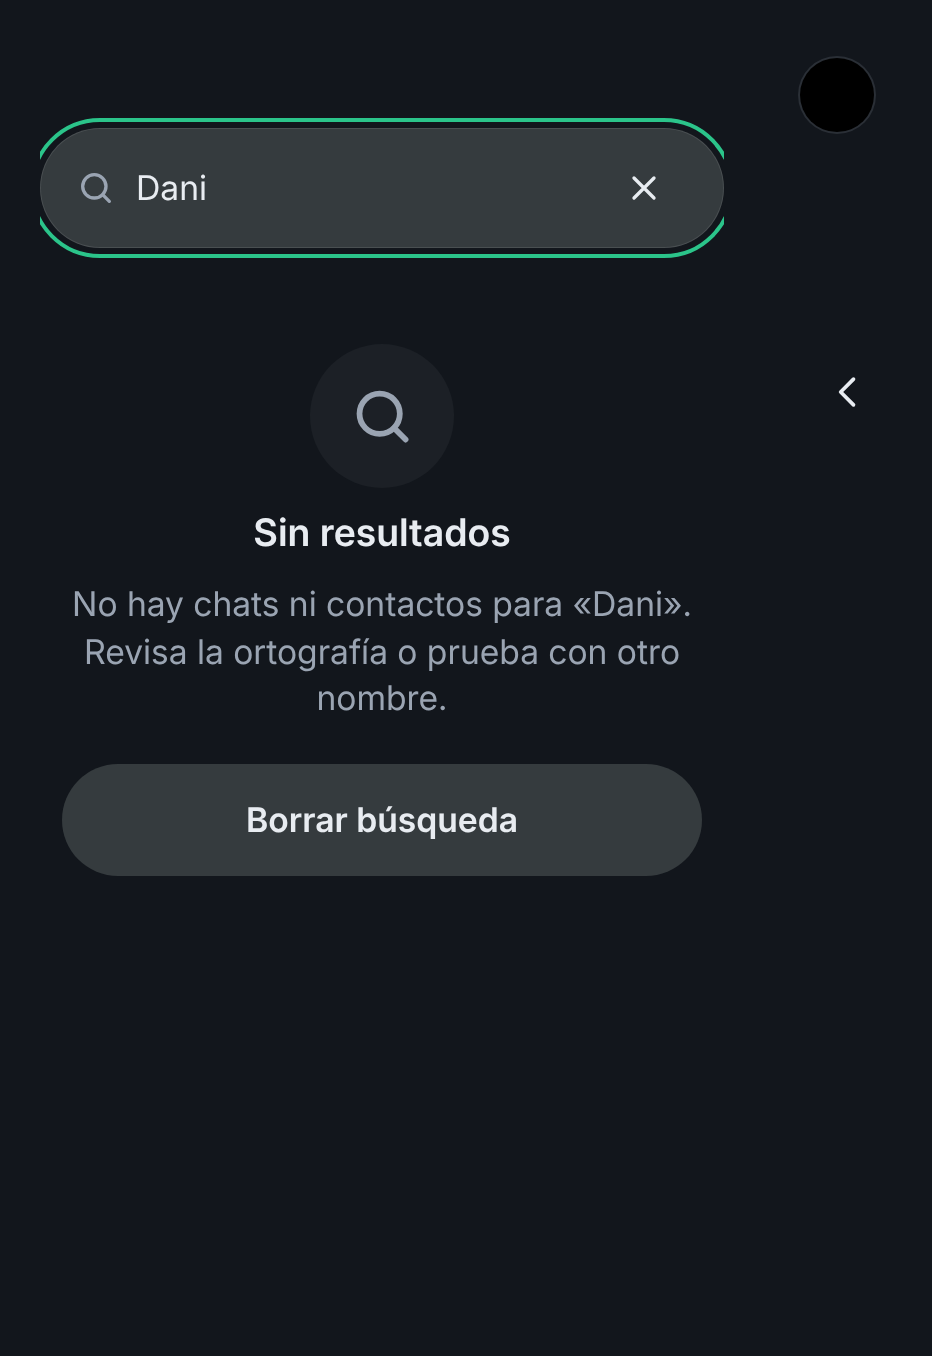 Dani
Sin resultados
No hay chats ni contactos para «Dani».
Revisa la ortografía o prueba con otro
nombre.
Borrar búsqueda